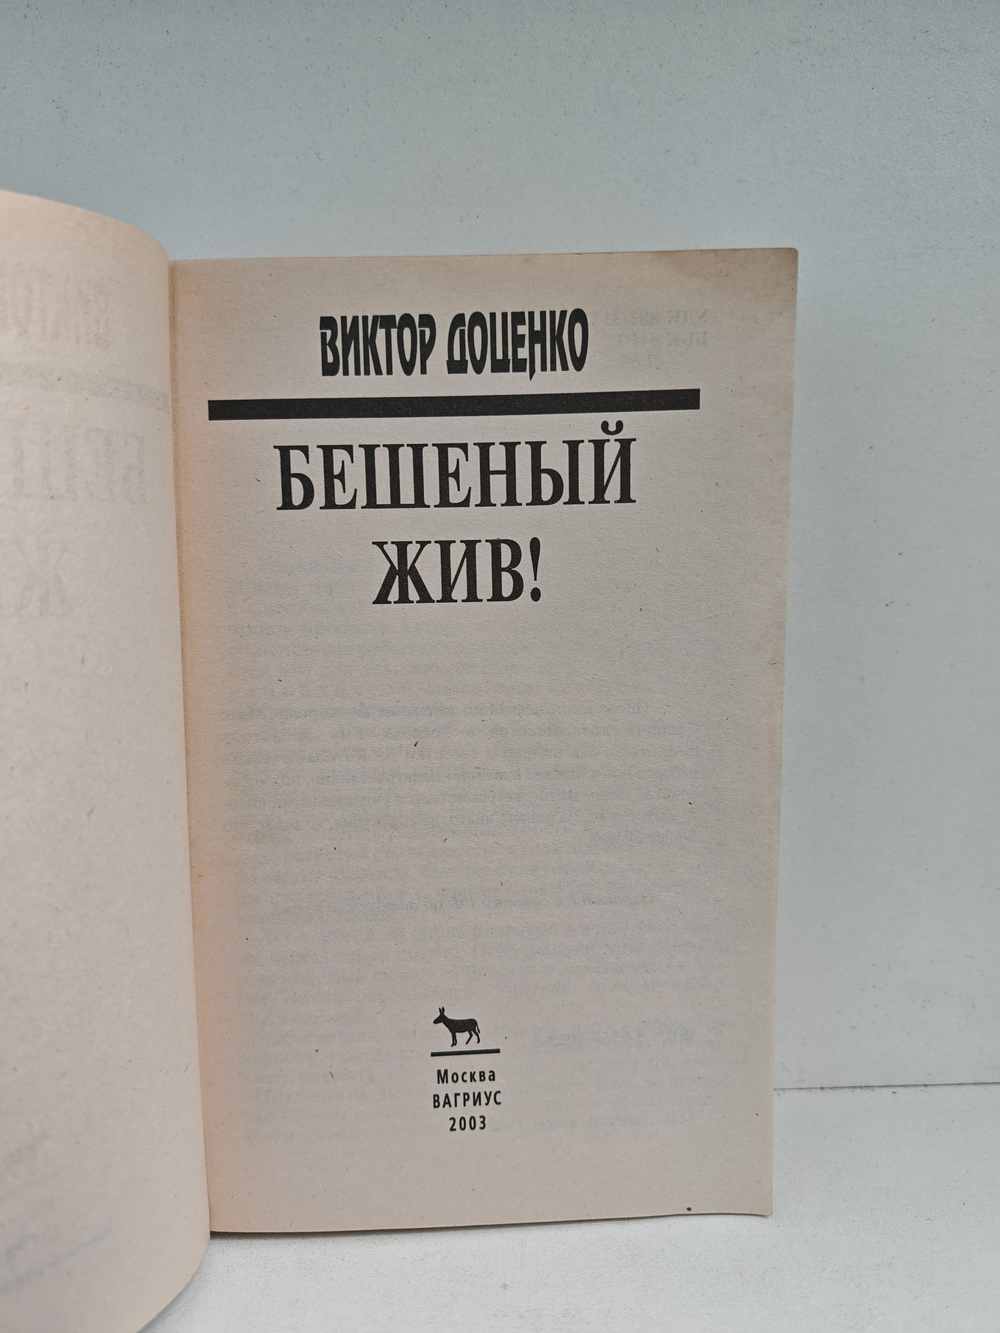 ВИКТОР ДОЦЕНКО
БЕШЕНЫЙ
ЖИВ!
Москва
ВАГРИУС
2003